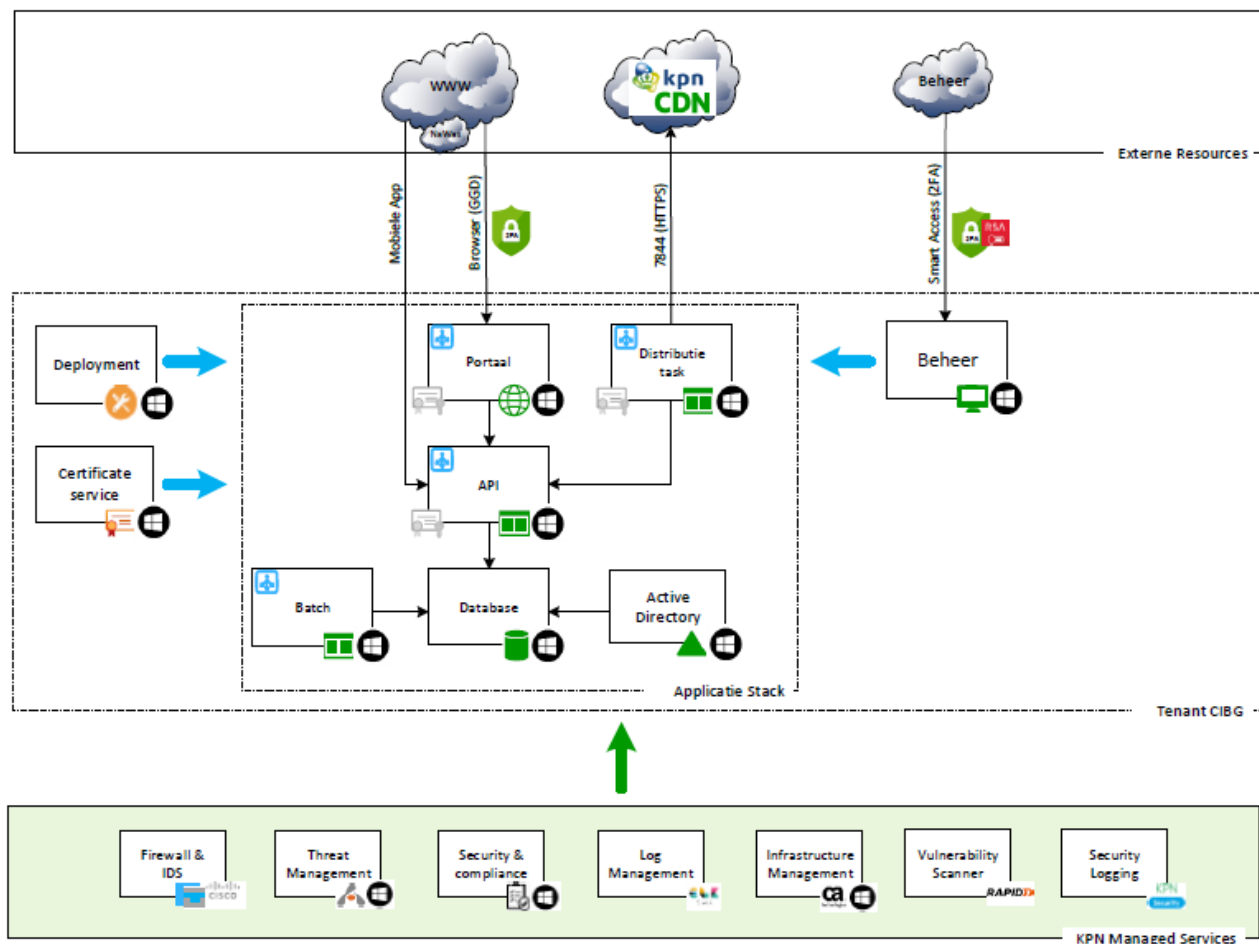 WWW
NaWas
kpn
CDN
Beheer
Externe Resources
Mobiele App
Browser (GGD)
2FA
7844 (HTTPS)
Smart Access (2FA)
2FA
RSA
Deployment
Portaal
Distributie
task
Beheer
Certificate
service
API
Batch
Database
Active
Directory
Applicatie Stack
Tenant CIBG
Firewall &
IDS
CISCO
Threat
Management
Security &
compliance
Log
Management
Infrastructure
Management
ca
technologies
Vulnerability
Scanner
RAPID7
Security
Logging
KPN
Security
KPN Managed Services